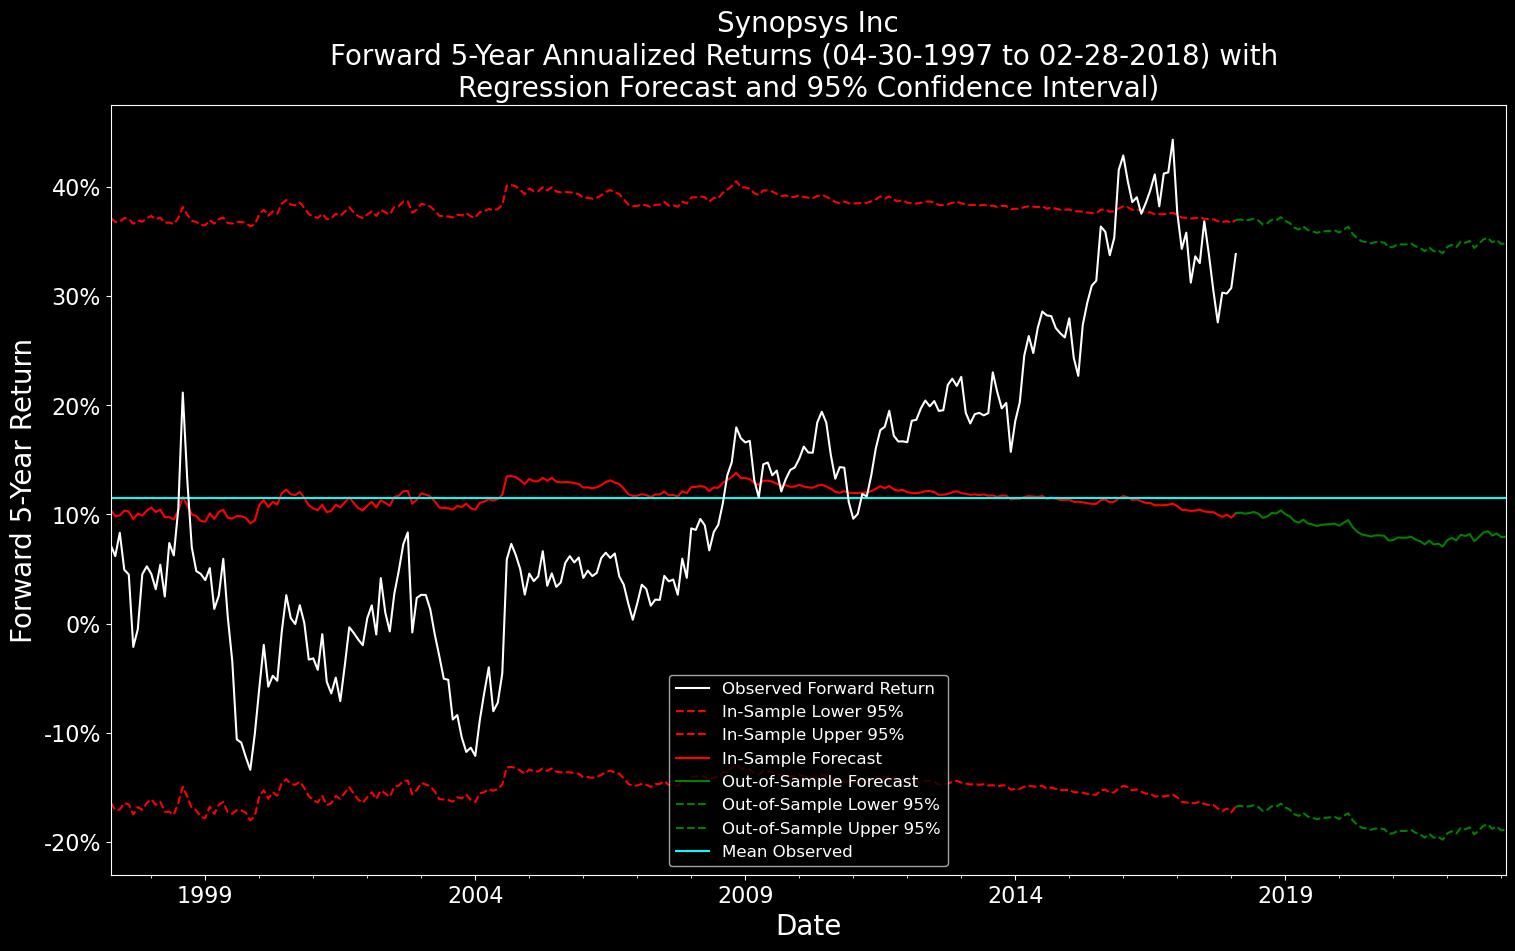 Synopsys Inc
Forward 5-Year Annualized Returns (04-30-1997 to 02-28-2018) with
Regression Forecast and 95% Confidence Interval)
Forward 5-Year Return
40%
30%
20%
10%
0%
-10%
-20%
Observed Forward Return
In-Sample Lower 95%
In-Sample Upper 95%
In-Sample Forecast
Out-of-Sample Forecast
Out-of-Sample Lower 95%
Out-of-Sample Upper 95%
Mean Observed
1999 2004 2009 2014 2019
Date